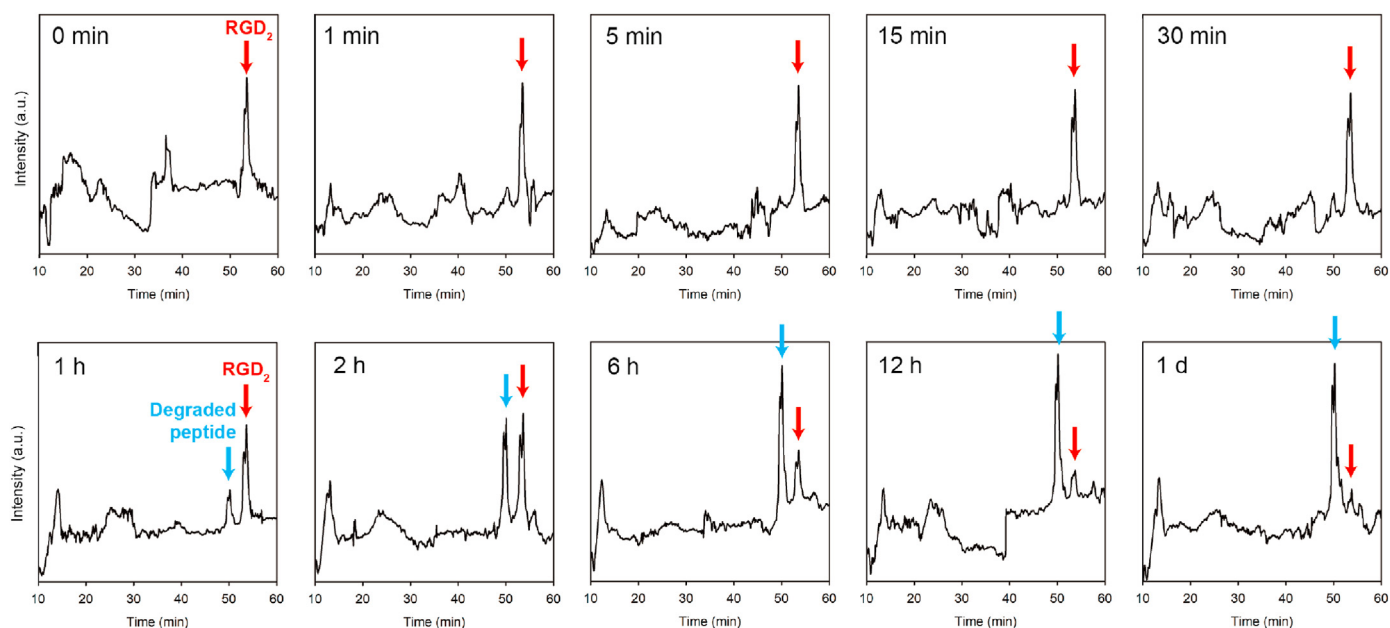 0 min
RGD₂
1 min
5 min
15 min
30 min
Intensity (a.u.)
10 20 30 40 50 60
10 20 30 40 50 60
10 20 30 40 50 60
10 20 30 40 50 60
10 20 30 40 50 60
Time (min)
Time (min)
Time (min)
Time (min)
Time (min)
1 h
RGD₂
Degraded
peptide
2 h
6 h
12 h
1 d
Intensity (a.u.)
10 20 30 40 50 60
10 20 30 40 50 60
10 20 30 40 50 60
10 20 30 40 50 60
10 20 30 40 50 60
Time (min)
Time (min)
Time (min)
Time (min)
Time (min)